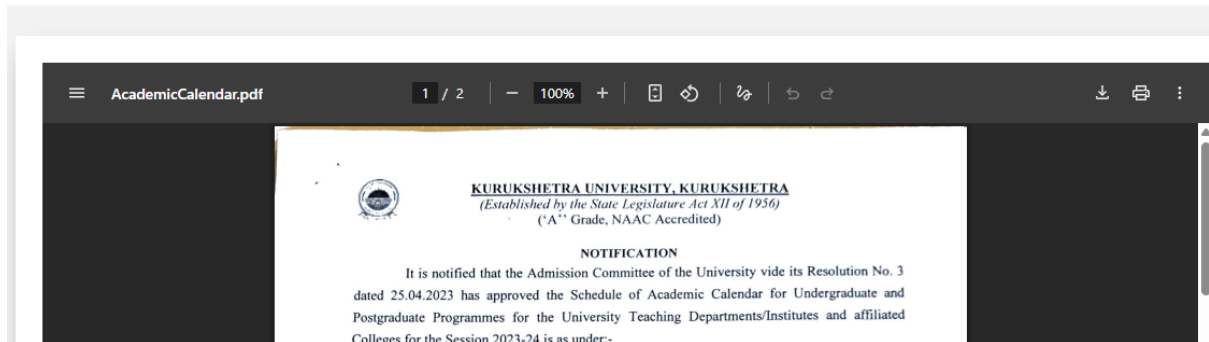 AcademicCalendar.pdf
1 / 2
100%
KURUKSHETRA UNIVERSITY, KURUKSHETRA
(Established by the State Legislature Act XII of 1956)
('A⁺' Grade, NAAC Accredited)
NOTIFICATION
It is notified that the Admission Committee of the University vide its Resolution No. 3
dated 25.04.2023 has approved the Schedule of Academic Calendar for Undergraduate and
Postgraduate Programmes for the University Teaching Departments/Institutes and affiliated
Colleges for the Session 2023-24 is as under:-